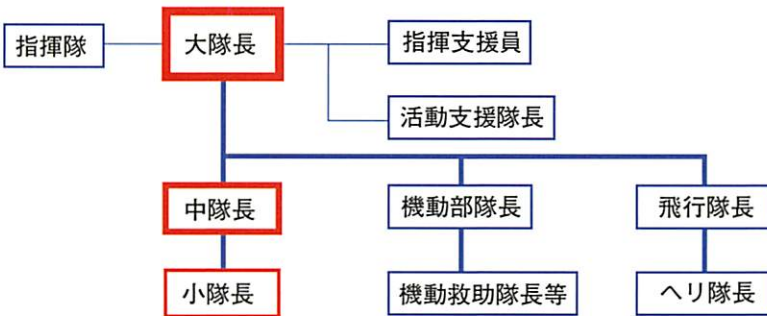 指揮隊
大隊長
指揮支援員
活動支援隊長
中隊長
機動部隊長
飛行隊長
小隊長
機動救助隊長等
ヘリ隊長